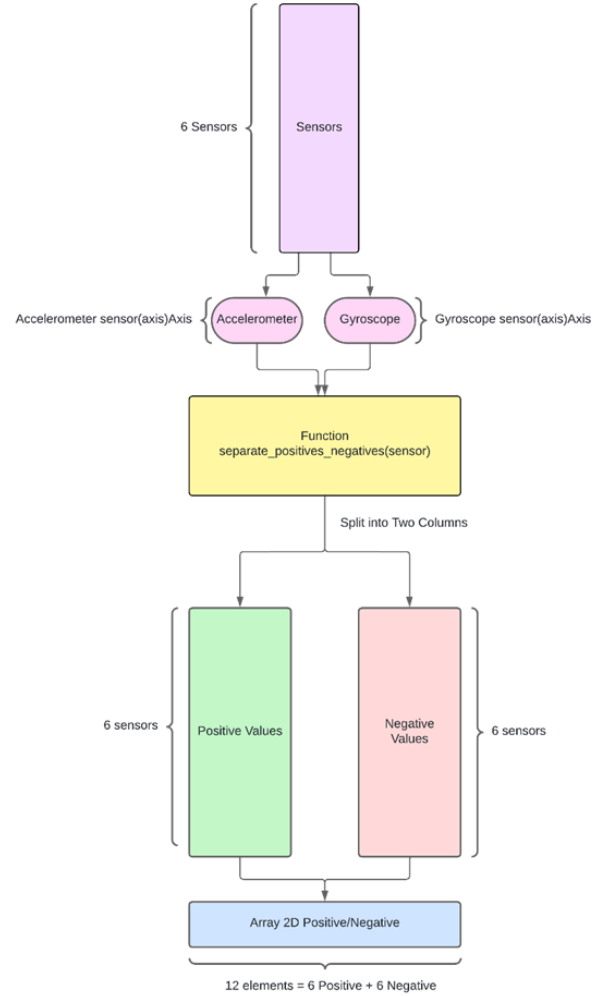 6 Sensors
Sensors
Accelerometer sensor(axis)Axis
Accelerometer
Gyroscope
Gyroscope sensor(axis)Axis
Function
separate_positives_negatives(sensor)
Split into Two Columns
6 sensors
Positive Values
Negative
Values
6 sensors
Array 2D Positive/Negative
12 elements = 6 Positive + 6 Negative